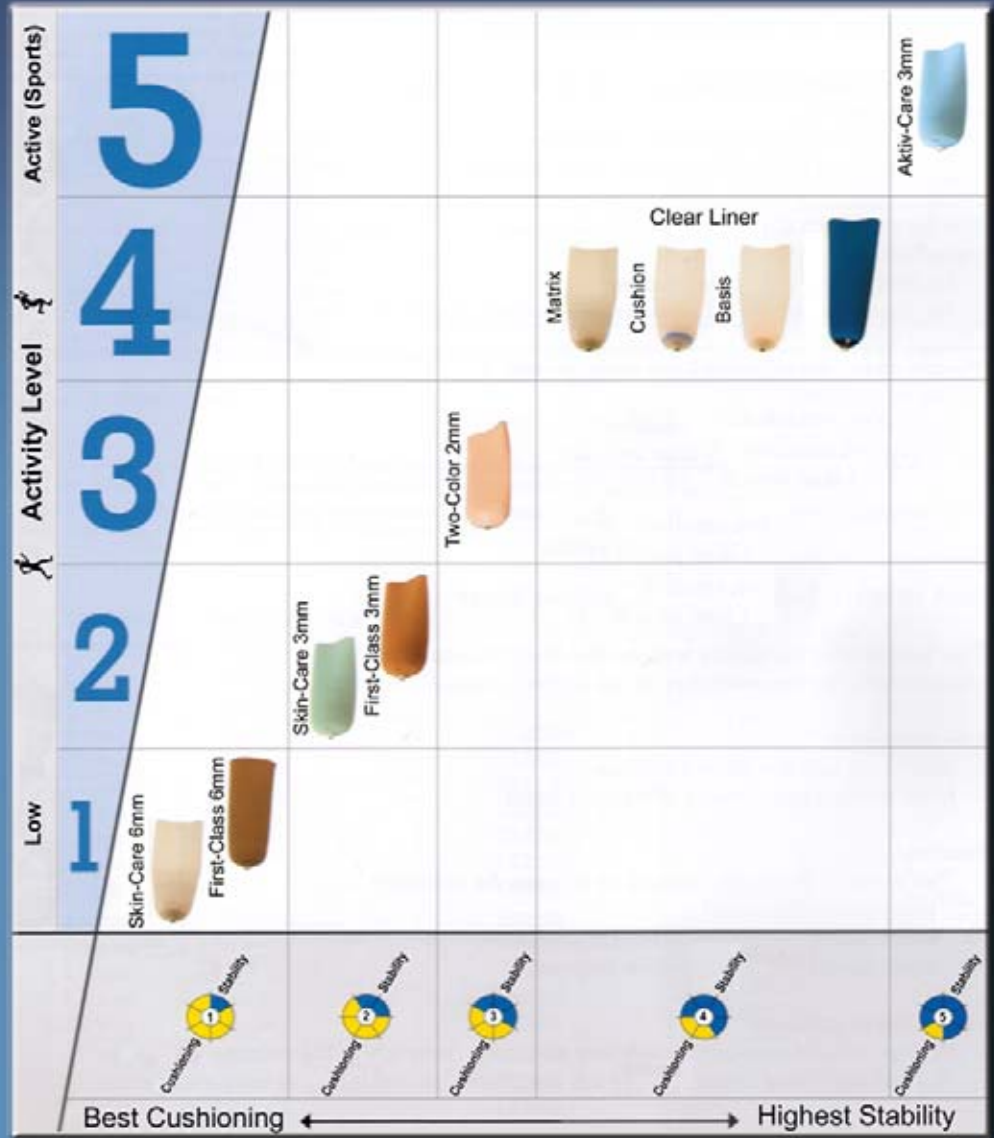 Active (Sports)
Activity Level
Low
5
4
3
2
1
Aktiv-Care 3mm
Clear Liner
Matrix
Cushion
Basis
Two-Color 2mm
Skin-Care 3mm
First-Class 3mm
Skin-Care 6mm
First-Class 6mm
Cushioning 1 Stability
Cushioning 2 Stability
Cushioning 3 Stability
Cushioning 4 Stability
Cushioning 5 Stability
Best Cushioning
Highest Stability